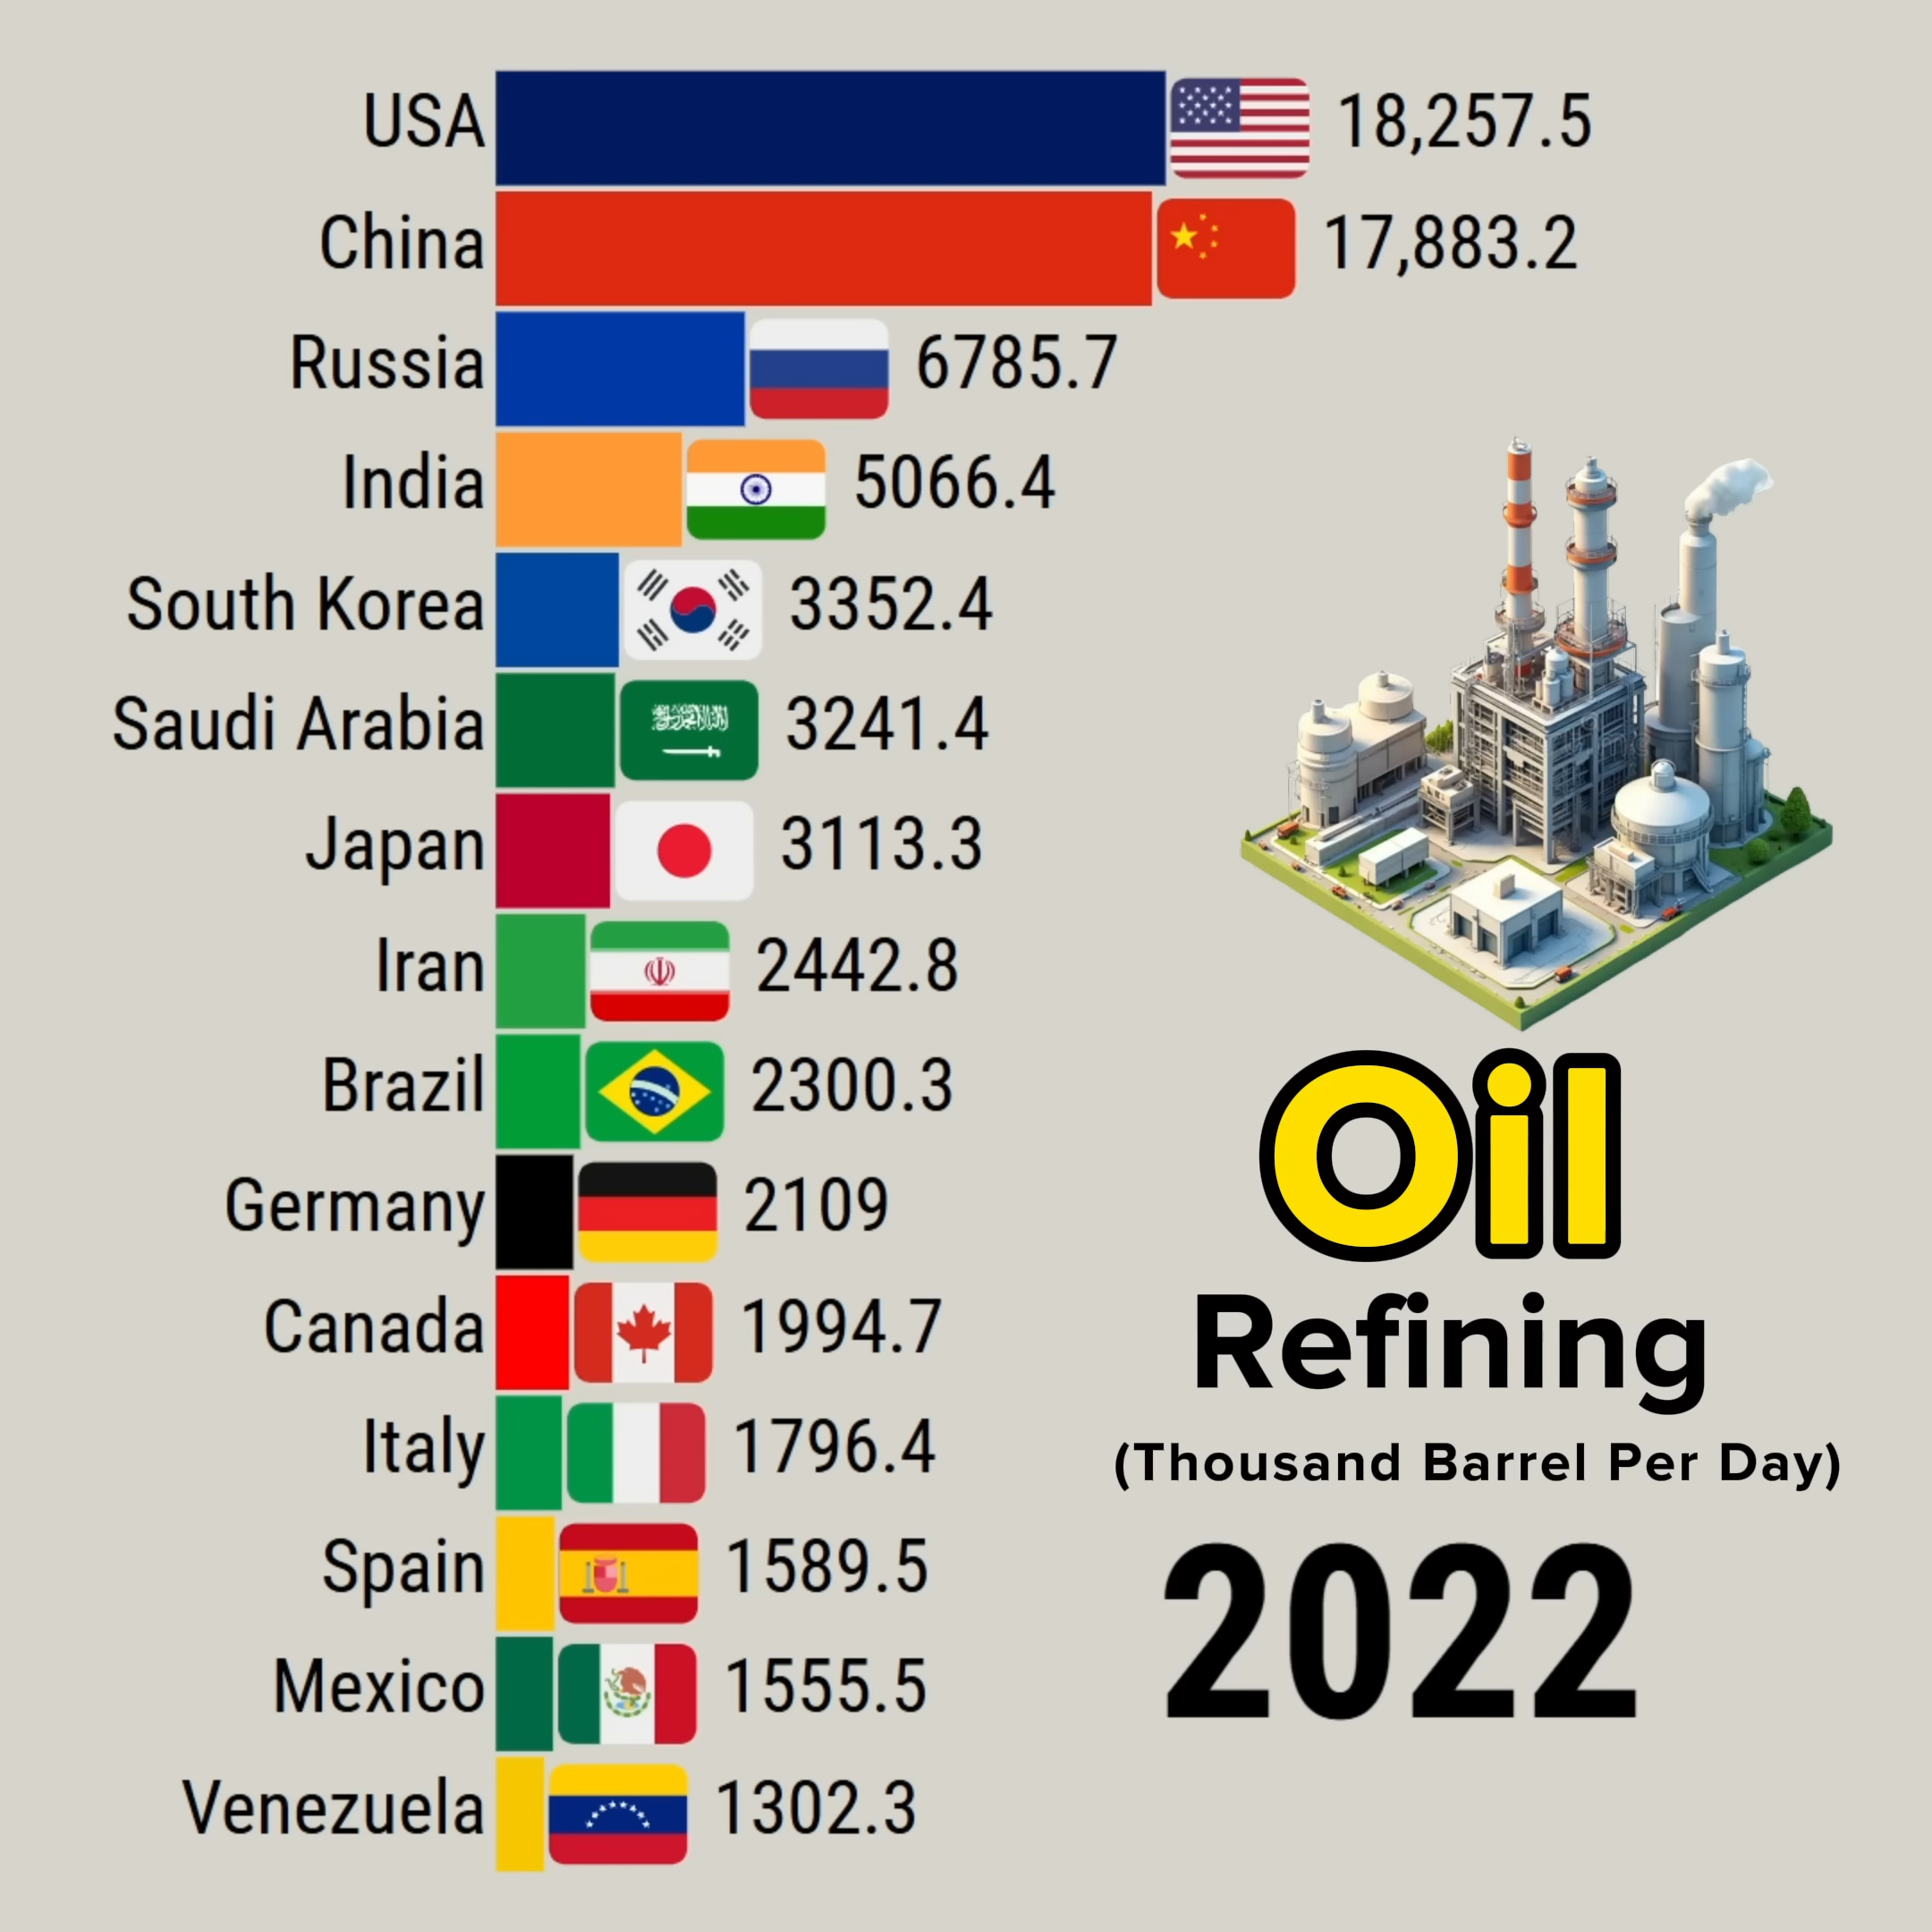 USA 18,257.5
China 17,883.2
Russia 6785.7
India 5066.4
South Korea 3352.4
Saudi Arabia 3241.4
Japan 3113.3
Iran 2442.8
Brazil 2300.3
Germany 2109
Canada 1994.7
Italy 1796.4
Spain 1589.5
Mexico 1555.5
Venezuela 1302.3
Oil
Refining
(Thousand Barrel Per Day)
2022